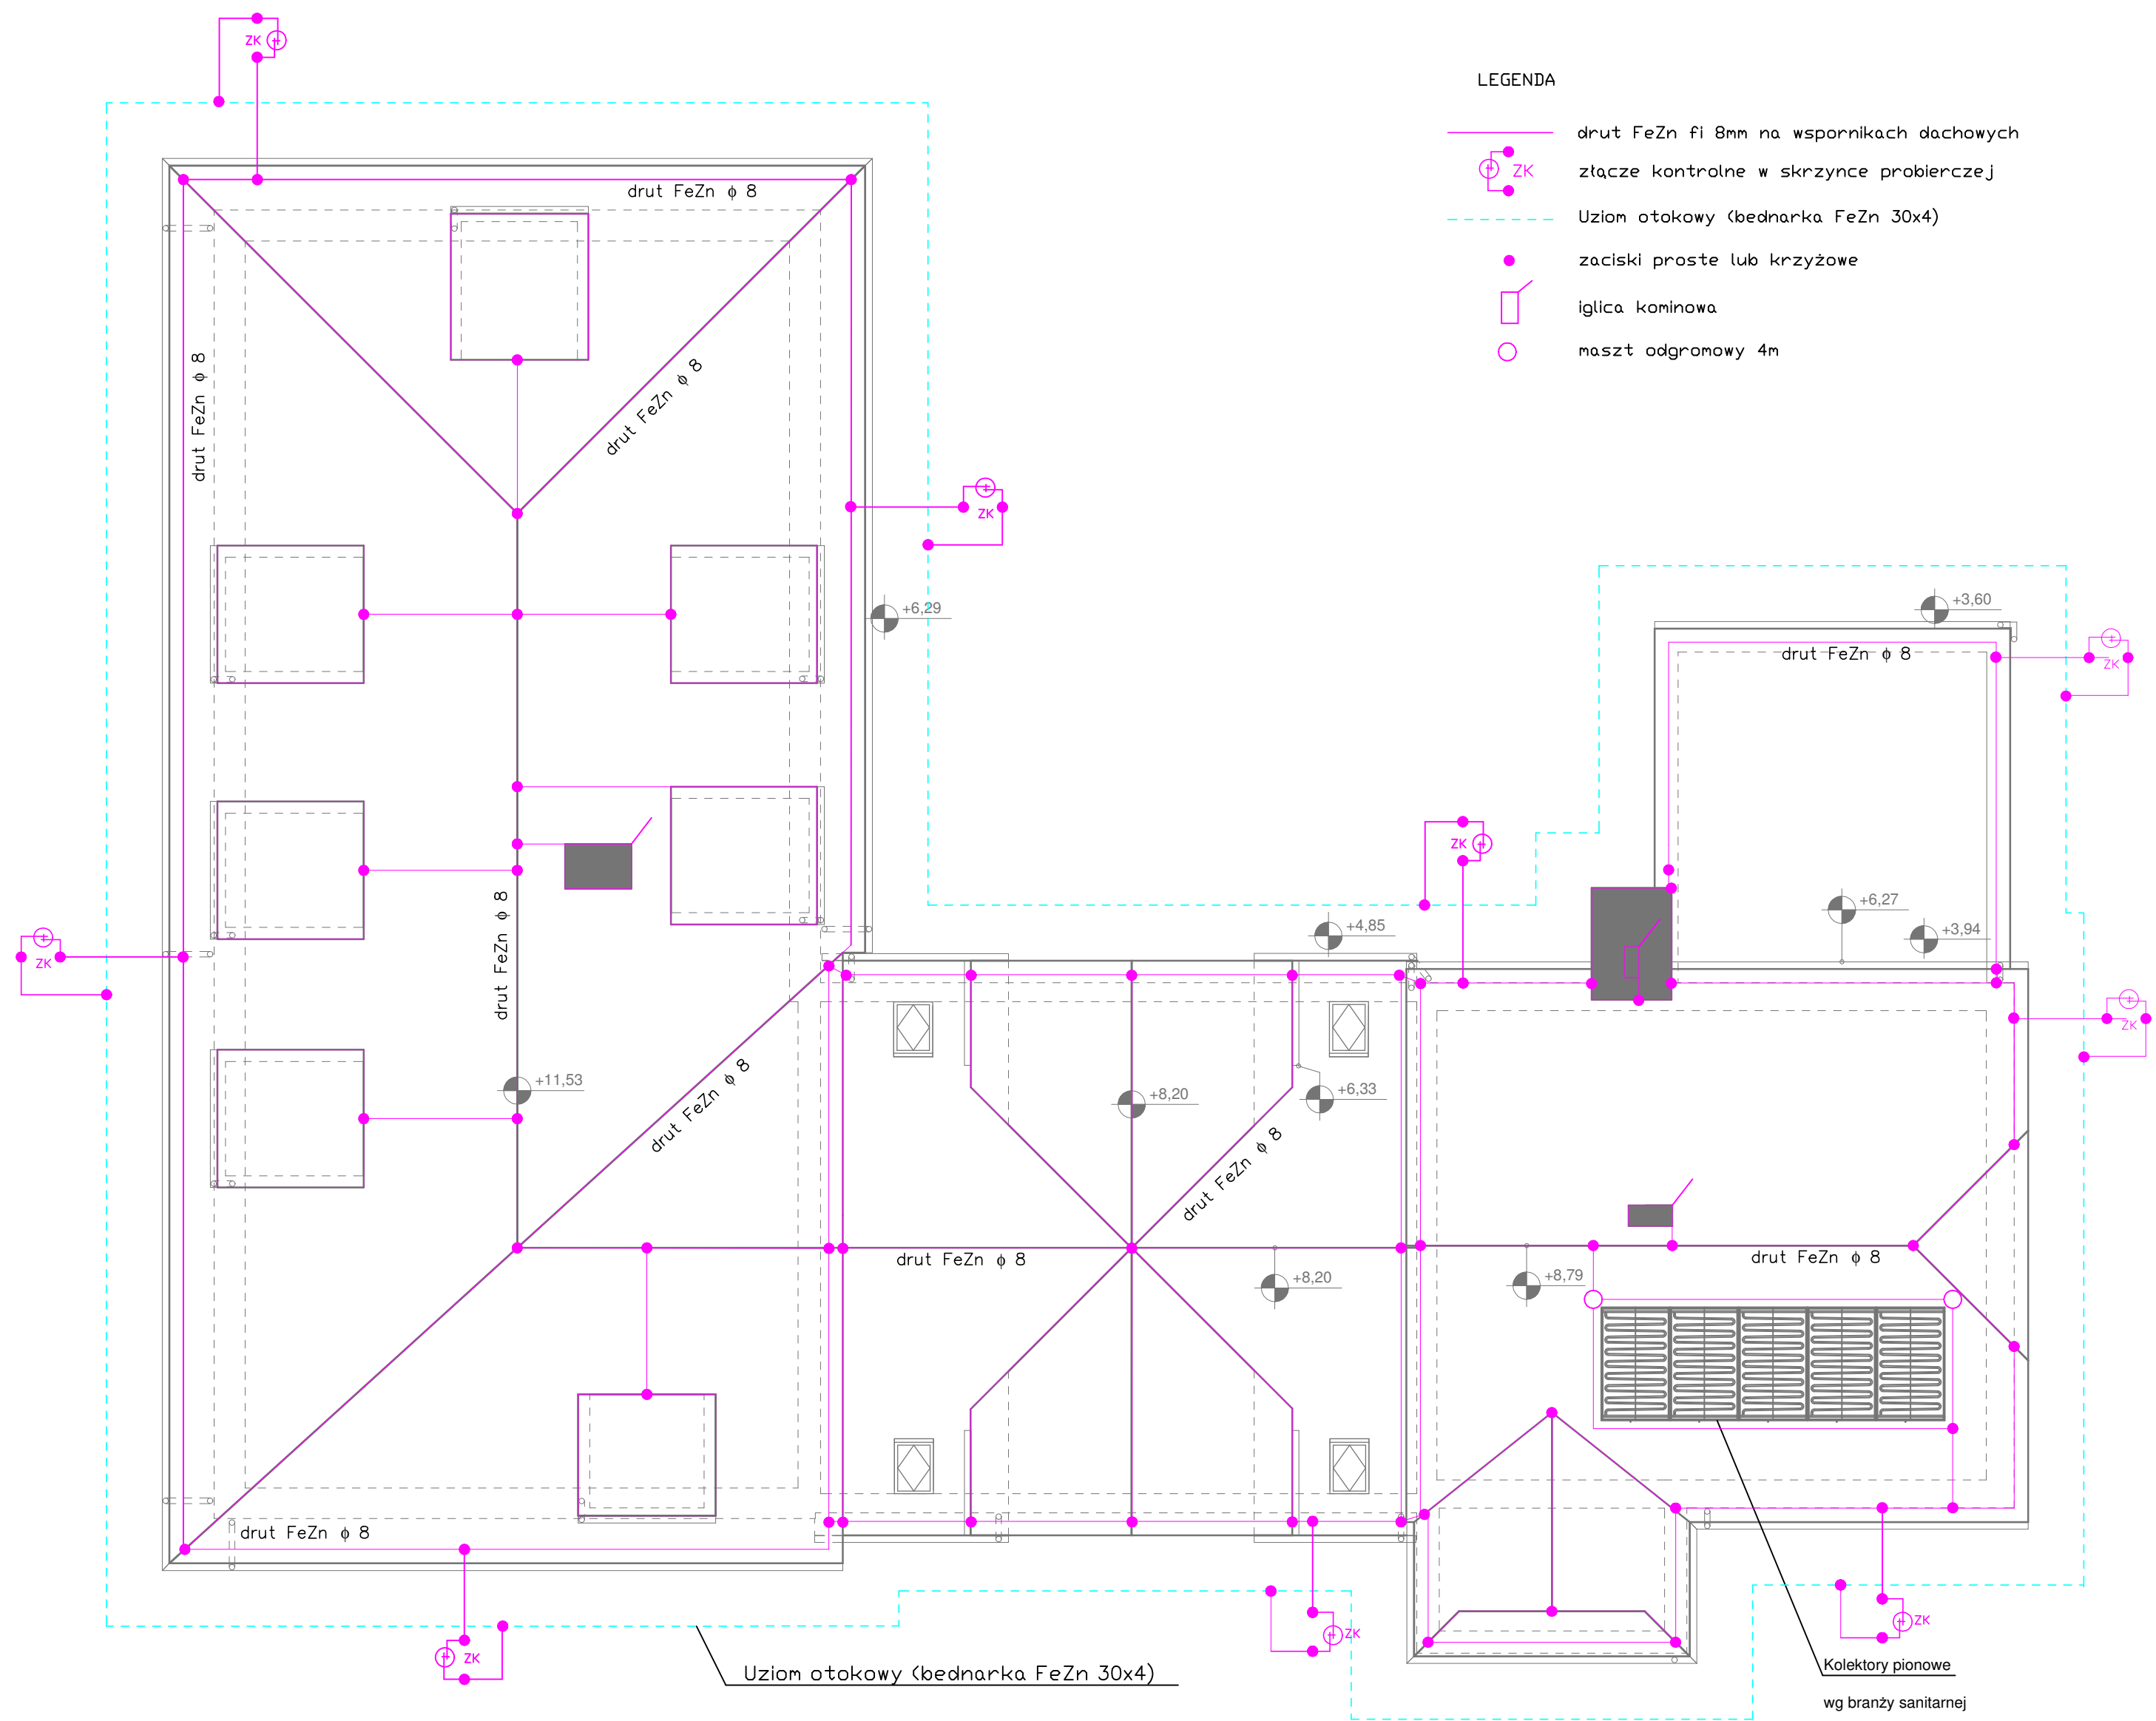 ZK
LEGENDA
drut FeZn fi 8mm na wspornikach dachowych
ZK
złącze kontrolne w skrzynce probierczej
drut FeZn ϕ 8
Uziom otokowy (bednarka FeZn 30x4)
zaciski proste lub krzyżowe
iglica kominowa
maszt odgromowy 4m
drut FeZn ϕ 8
drut FeZn ϕ 8
ZK
+6,29
+3,60
drut FeZn ϕ 8
ZK
ZK
+6,27
+4,85
+3,94
drut FeZn ϕ 8
ZK
ZK
+11,53
+8,20
+6,33
drut FeZn ϕ 8
drut FeZn ϕ 8
drut FeZn ϕ 8
drut FeZn ϕ 8
+8,20
+8,79
drut FeZn ϕ 8
ZK
ZK
ZK
Kolektory pionowe
Uziom otokowy (bednarka FeZn 30x4)
wg branży sanitarnej